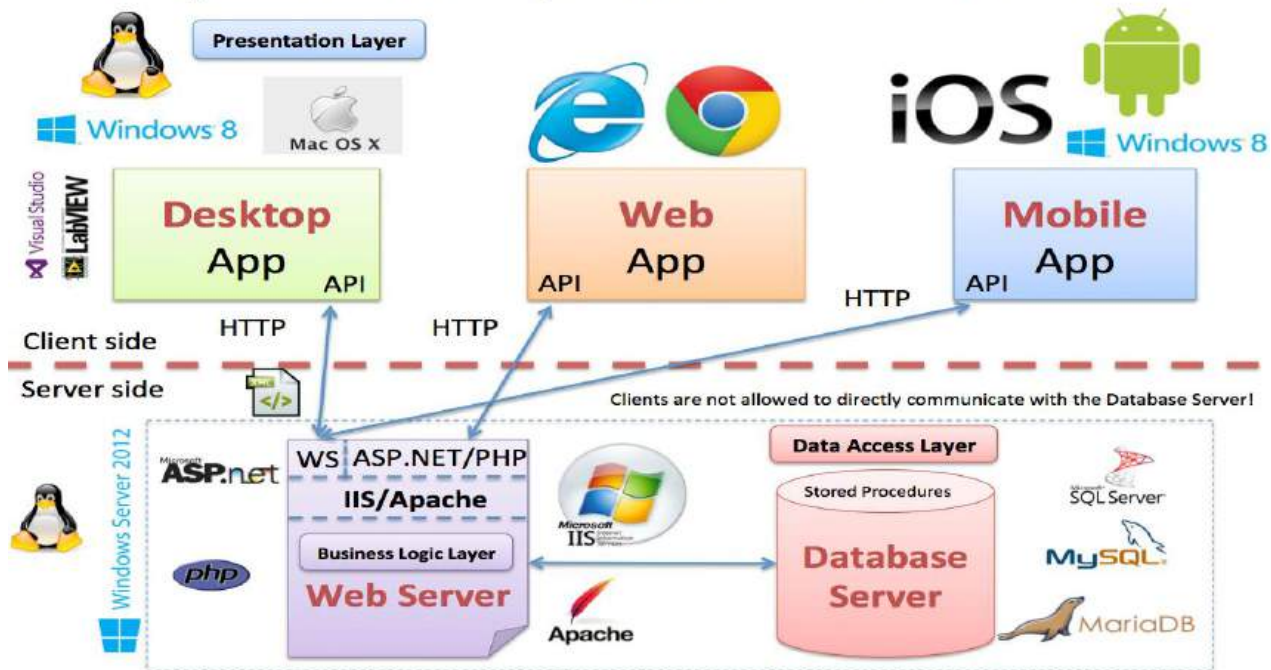 Presentation Layer
Windows 8
Mac OS X
iOS
Windows 8
Visual Studio
LabVIEW
Desktop
App
API
Web
App
API
Mobile
App
API
HTTP
HTTP
HTTP
Client side
Server side
XML
</>
Clients are not allowed to directly communicate with the Database Server!
Windows Server 2012
Microsoft
ASP.net
php
WS
ASP.NET/PHP
IIS/Apache
Business Logic Layer
Web Server
Microsoft
IIS
Apache
Data Access Layer
Stored Procedures
Database
Server
Microsoft
SQL Server
MySQL
MariaDB